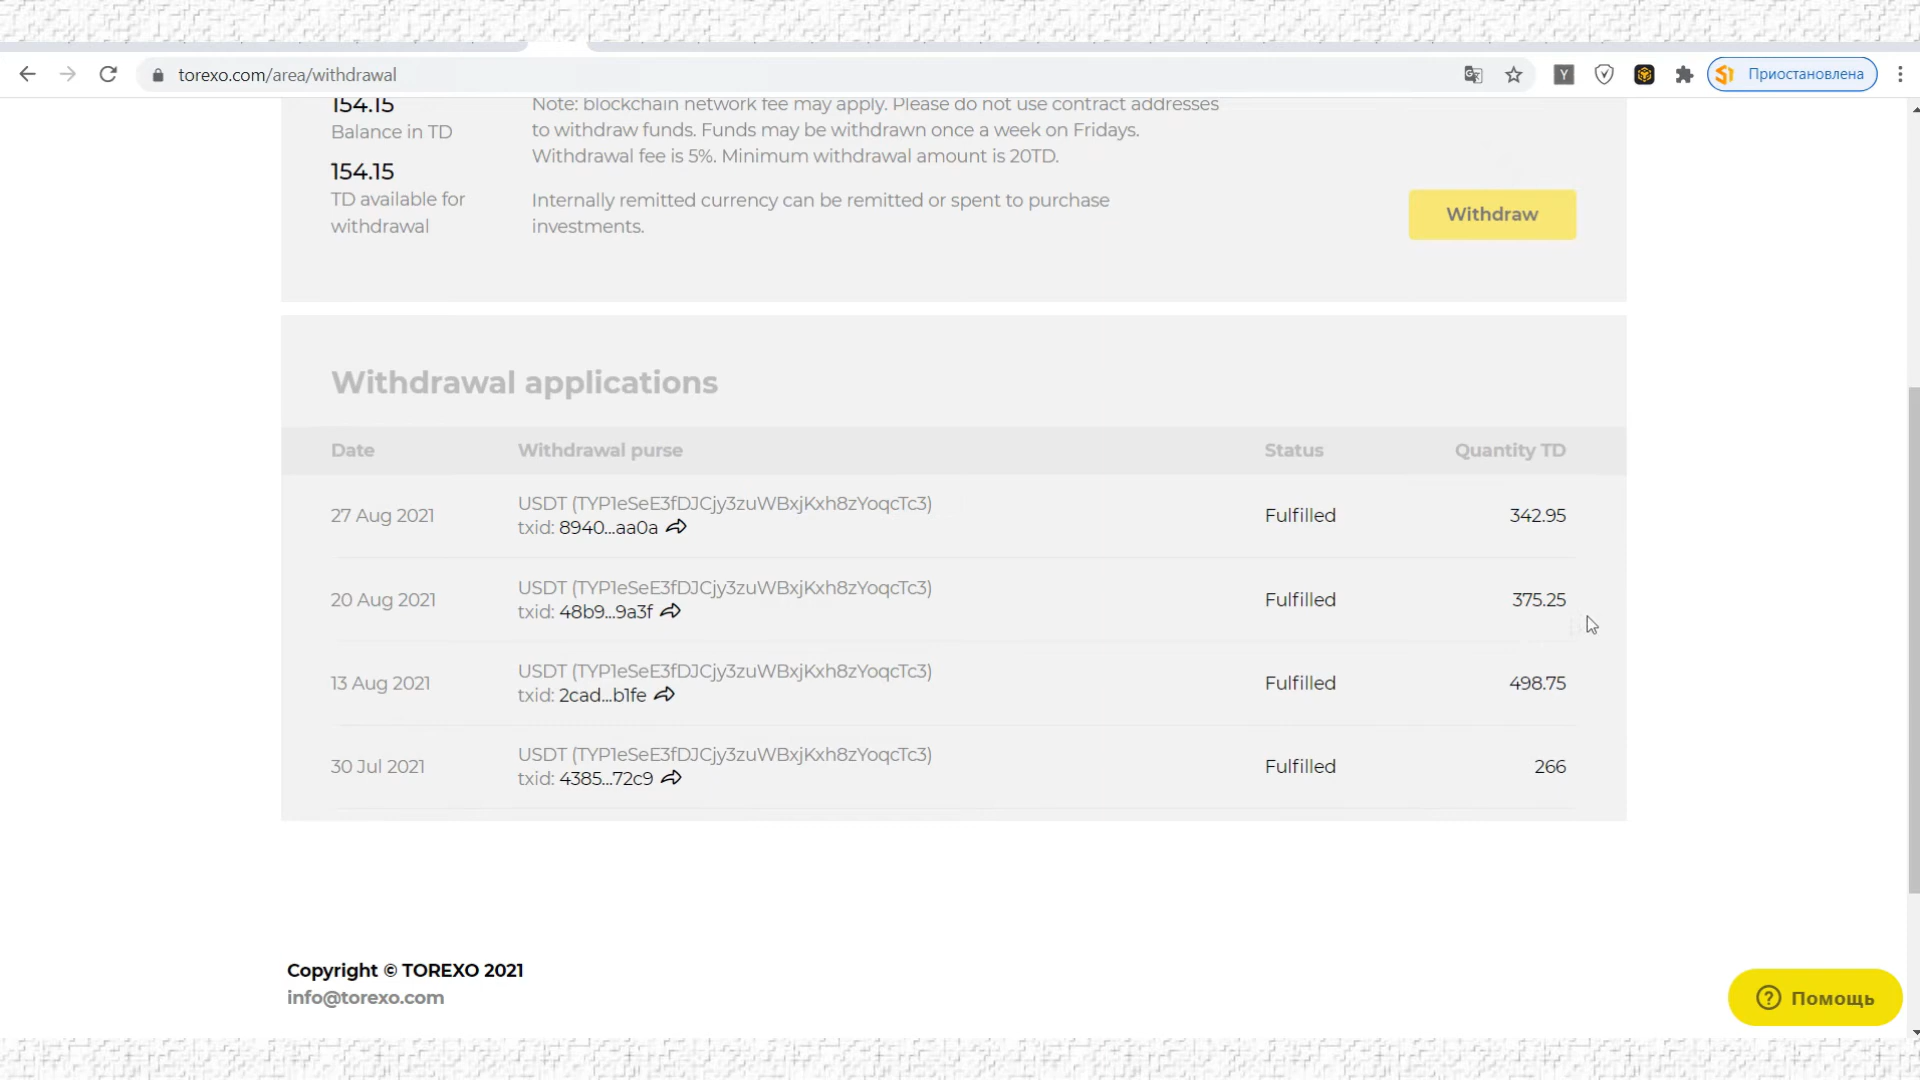 torexo.com/area/withdrawal
Приостановлена
154.15
Balance in TD
154.15
TD available for
withdrawal
Note: blockchain network fee may apply. Please do not use contract addresses
to withdraw funds. Funds may be withdrawn once a week on Fridays.
Withdrawal fee is 5%. Minimum withdrawal amount is 20TD.
Internally remitted currency can be remitted or spent to purchase
investments.
Withdraw
Withdrawal applications
Date Withdrawal purse Status Quantity TD
27 Aug 2021 USDT (TYP1eSeE3fDJCjy3zuWBxjKxh8zYoqcTc3) Fulfilled 342.95
txid: 8940...aa0a
20 Aug 2021 USDT (TYP1eSeE3fDJCjy3zuWBxjKxh8zYoqcTc3) Fulfilled 375.25
txid: 48b9...9a3f
13 Aug 2021 USDT (TYP1eSeE3fDJCjy3zuWBxjKxh8zYoqcTc3) Fulfilled 498.75
txid: 2cad...b1fe
30 Jul 2021 USDT (TYP1eSeE3fDJCjy3zuWBxjKxh8zYoqcTc3) Fulfilled 266
txid: 4385...72c9
Copyright © TOREXO 2021
info@torexo.com
Помощь